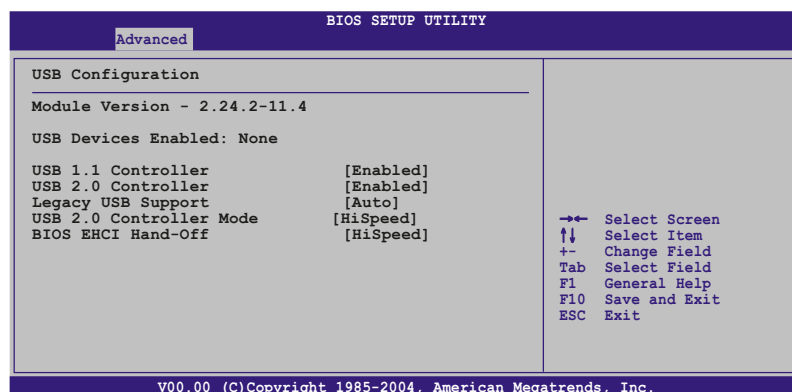 BIOS SETUP UTILITY
Advanced
USB Configuration
Module Version - 2.24.2-11.4
USB Devices Enabled: None
USB 1.1 Controller [Enabled]
USB 2.0 Controller [Enabled]
Legacy USB Support [Auto]
USB 2.0 Controller Mode [HiSpeed]
BIOS EHCI Hand-Off [HiSpeed]
→← Select Screen
↑↓ Select Item
+- Change Field
Tab Select Field
F1 General Help
F10 Save and Exit
ESC Exit
V00.00 (C)Copyright 1985-2004, American Megatrends, Inc.